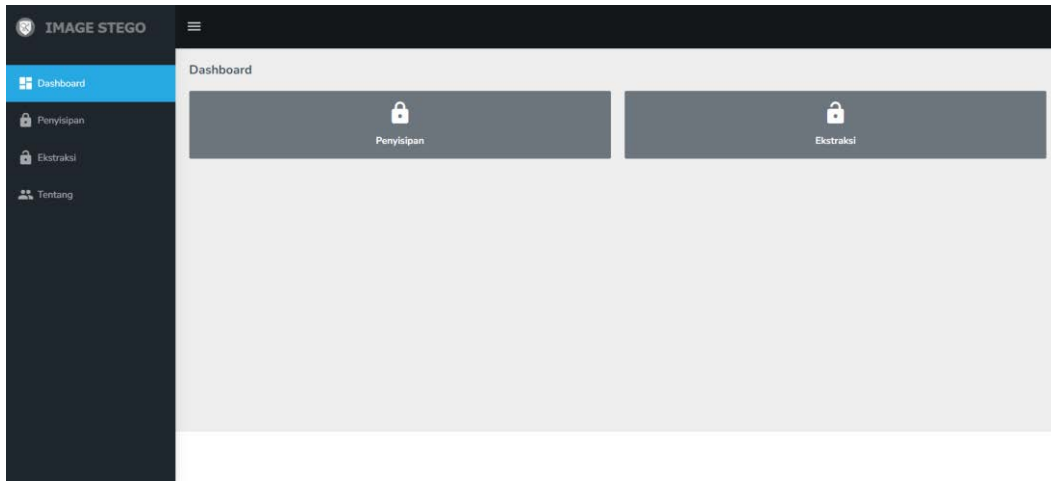 IMAGE STEGO
Dashboard
Penyisipan
Ekstraksi
Tentang
Dashboard
Penyisipan
Ekstraksi